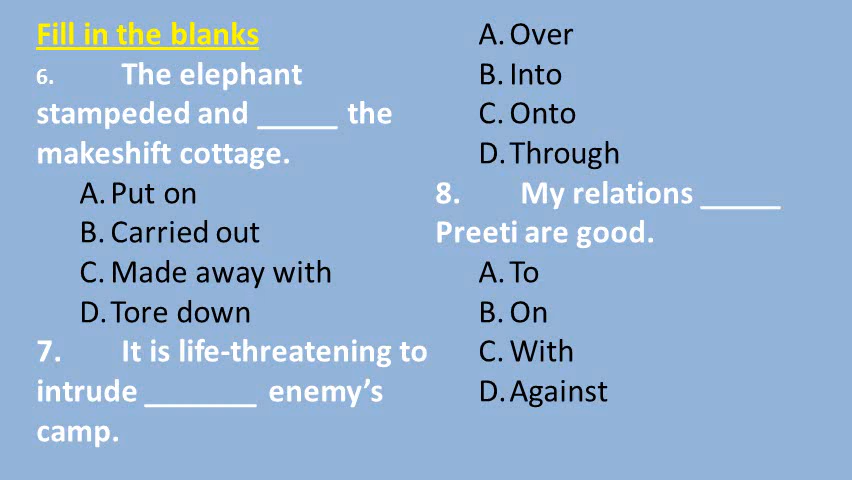 Fill in the blanks
6. The elephant
stampeded and _____ the
makeshift cottage.
A. Put on
B. Carried out
C. Made away with
D. Tore down
7. It is life-threatening to
intrude _______ enemy’s
camp.
A. Over
B. Into
C. Onto
D. Through
8. My relations _____
Preeti are good.
A. To
B. On
C. With
D. Against